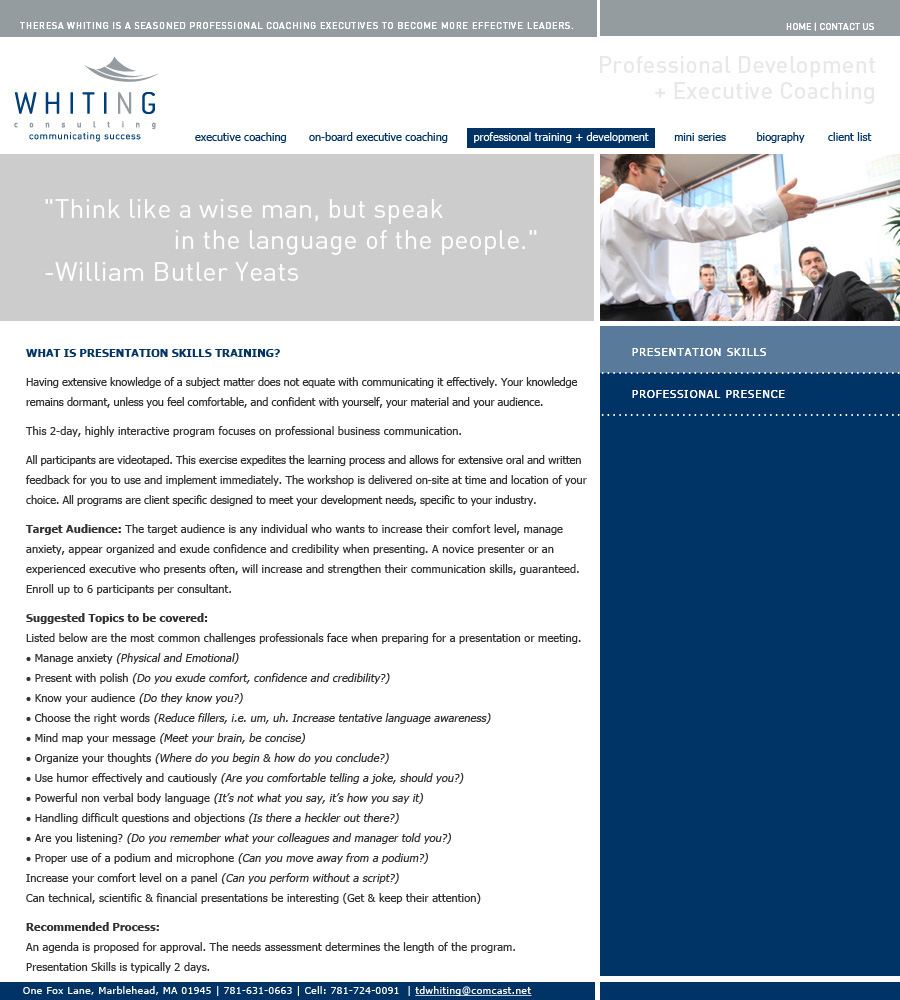 THERESA WHITING IS A SEASONED PROFESSIONAL COACHING EXECUTIVES TO BECOME MORE EFFECTIVE LEADERS.
HOME | CONTACT US
WHITING
consulting
communicating success
Professional Development
+ Executive Coaching
executive coaching
on-board executive coaching
professional training + development
mini series
biography
client list
"Think like a wise man, but speak
in the language of the people."
-William Butler Yeats
PRESENTATION SKILLS
PROFESSIONAL PRESENCE
WHAT IS PRESENTATION SKILLS TRAINING?
Having extensive knowledge of a subject matter does not equate with communicating it effectively. Your knowledge
remains dormant, unless you feel comfortable, and confident with yourself, your material and your audience.
This 2-day, highly interactive program focuses on professional business communication.
All participants are videotaped. This exercise expedites the learning process and allows for extensive oral and written
feedback for you to use and implement immediately. The workshop is delivered on-site at time and location of your
choice. All programs are client specific designed to meet your development needs, specific to your industry.
Target Audience: The target audience is any individual who wants to increase their comfort level, manage
anxiety, appear organized and exude confidence and credibility when presenting. A novice presenter or an
experienced executive who presents often, will increase and strengthen their communication skills, guaranteed.
Enroll up to 6 participants per consultant.
Suggested Topics to be covered:
Listed below are the most common challenges professionals face when preparing for a presentation or meeting.
• Manage anxiety (Physical and Emotional)
• Present with polish (Do you exude comfort, confidence and credibility?)
• Know your audience (Do they know you?)
• Choose the right words (Reduce fillers, i.e. um, uh. Increase tentative language awareness)
• Mind map your message (Meet your brain, be concise)
• Organize your thoughts (Where do you begin & how do you conclude?)
• Use humor effectively and cautiously (Are you comfortable telling a joke, should you?)
• Powerful non verbal body language (It's not what you say, it's how you say it)
• Handling difficult questions and objections (Is there a heckler out there?)
• Are you listening? (Do you remember what your colleagues and manager told you?)
• Proper use of a podium and microphone (Can you move away from a podium?)
Increase your comfort level on a panel (Can you perform without a script?)
Can technical, scientific & financial presentations be interesting (Get & keep their attention)
Recommended Process:
An agenda is proposed for approval. The needs assessment determines the length of the program.
Presentation Skills is typically 2 days.
One Fox Lane, Marblehead, MA 01945 | 781-631-0663 | Cell: 781-724-0091 | tdwhiting@comcast.net